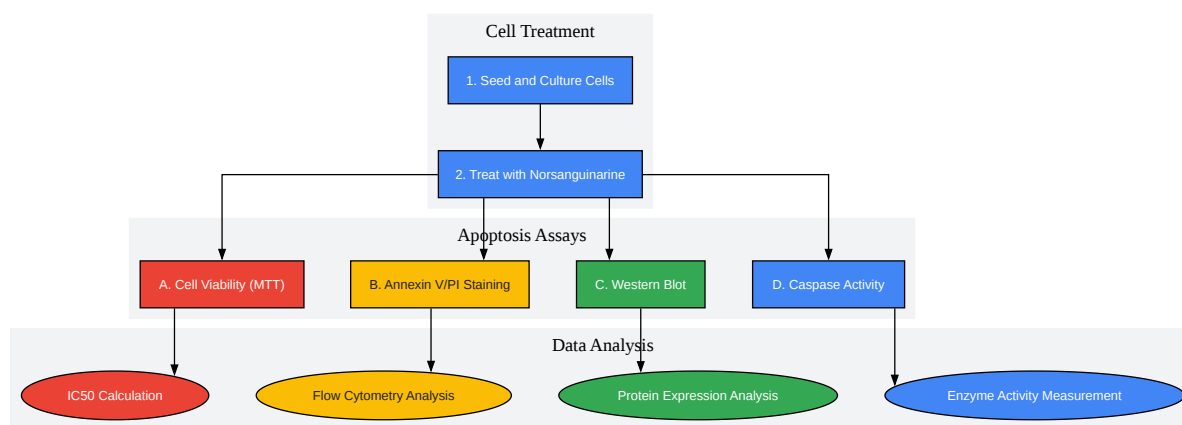 Cell Treatment
1. Seed and Culture Cells
2. Treat with Norsanguinarine
Apoptosis Assays
A. Cell Viability (MTT)
B. Annexin V/PI Staining
C. Western Blot
D. Caspase Activity
Data Analysis
IC50 Calculation
Flow Cytometry Analysis
Protein Expression Analysis
Enzyme Activity Measurement